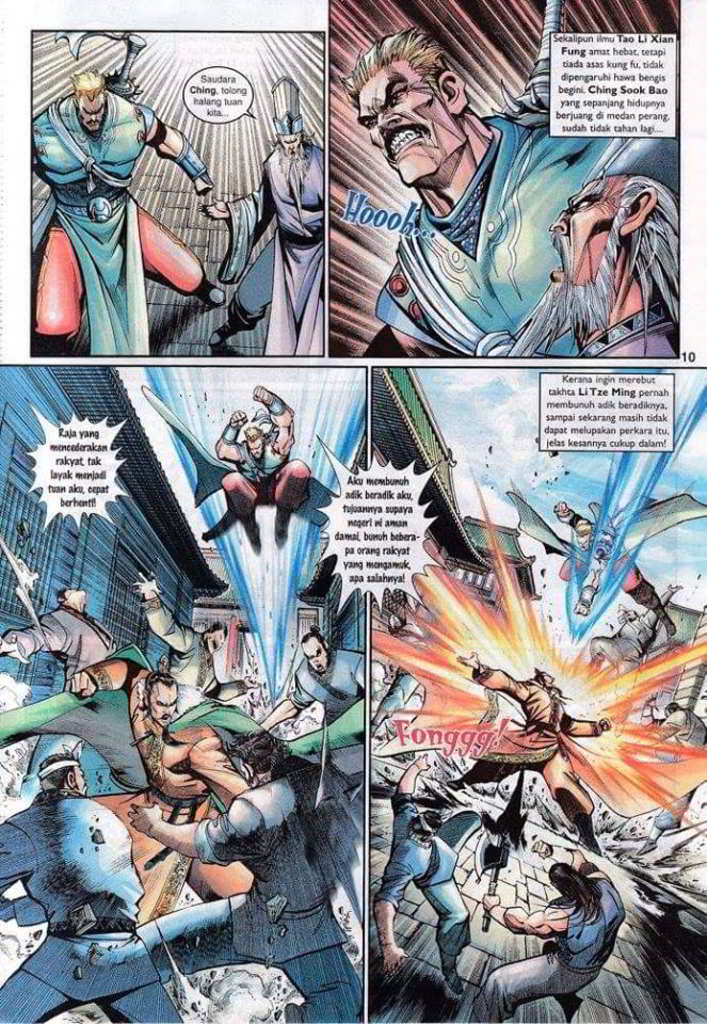 Saudara
Ching, tolong
halang tuan
kita....
Sekalipun ilmu Tao Li Xian
Fung amat hebat, tetapi
tiada asas kung fu, tidak
dipengaruhi hawa bengis
begini. Ching Sook Bao
yang sepanjang hidupnya
berjuang di medan perang,
sudah tidak tahan lagi....
Hoooh...
10
Raja yang
mencederakan
rakyat, tak
layak menjadi
tuan aku, cepat
berhenti!
Aku membunuh
adik beradik aku,
tujuannya supaya
negeri ni aman
damai, bunuh bebera-
pa orang rakyat
yang mengamuk,
apa salahnya!
Kerana ingin merebut
takhta Li Tze Ming pernah
membunuh adik beradiknya,
sampai sekarang masih tidak
dapat melupakan perkara itu,
jelas kesannya cukup dalam!
Fonggg!